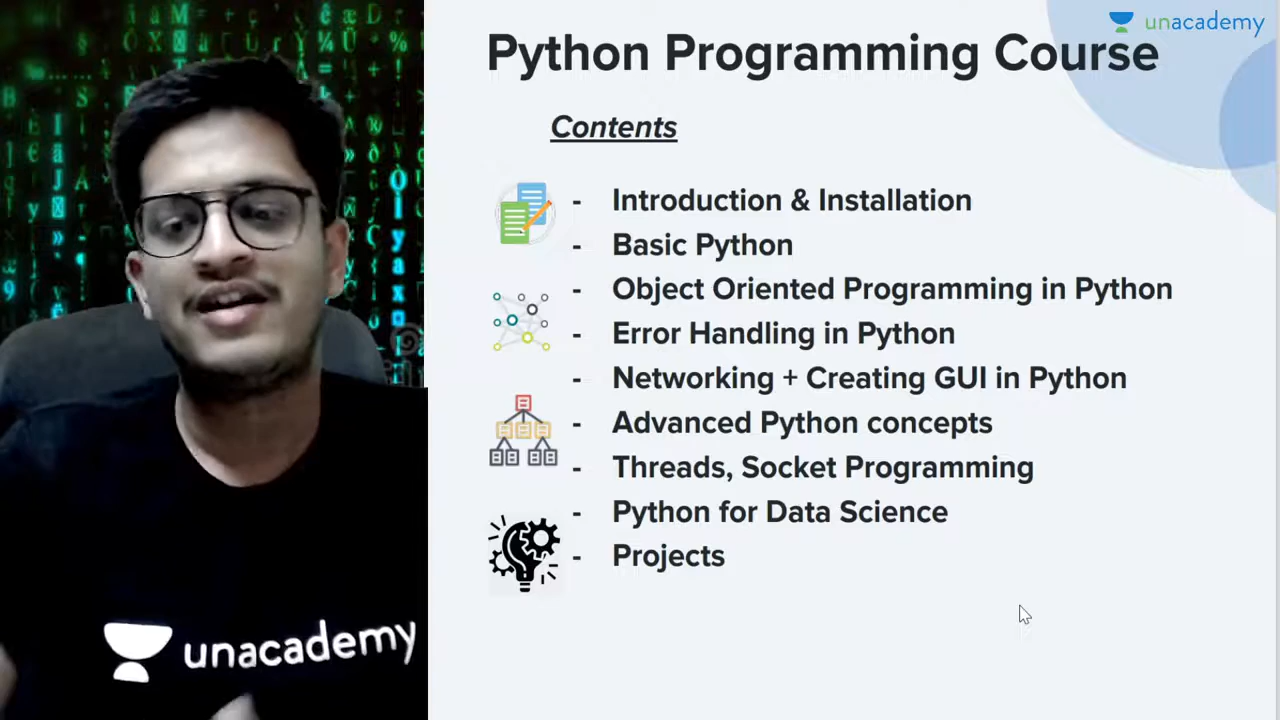 unacademy
Python Programming Course
Contents
- Introduction & Installation
- Basic Python
- Object Oriented Programming in Python
- Error Handling in Python
- Networking + Creating GUI in Python
- Advanced Python concepts
- Threads, Socket Programming
- Python for Data Science
- Projects
unacademy